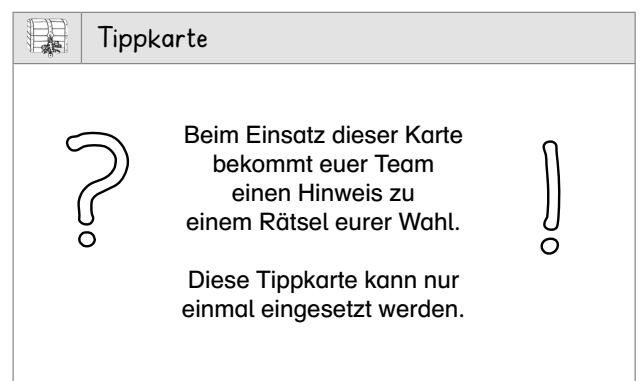 Tippkarte
?
Beim Einsatz dieser Karte
bekommt euer Team
einen Hinweis zu
einem Rätsel eurer Wahl.
!
Diese Tippkarte kann nur
einmal eingesetzt werden.